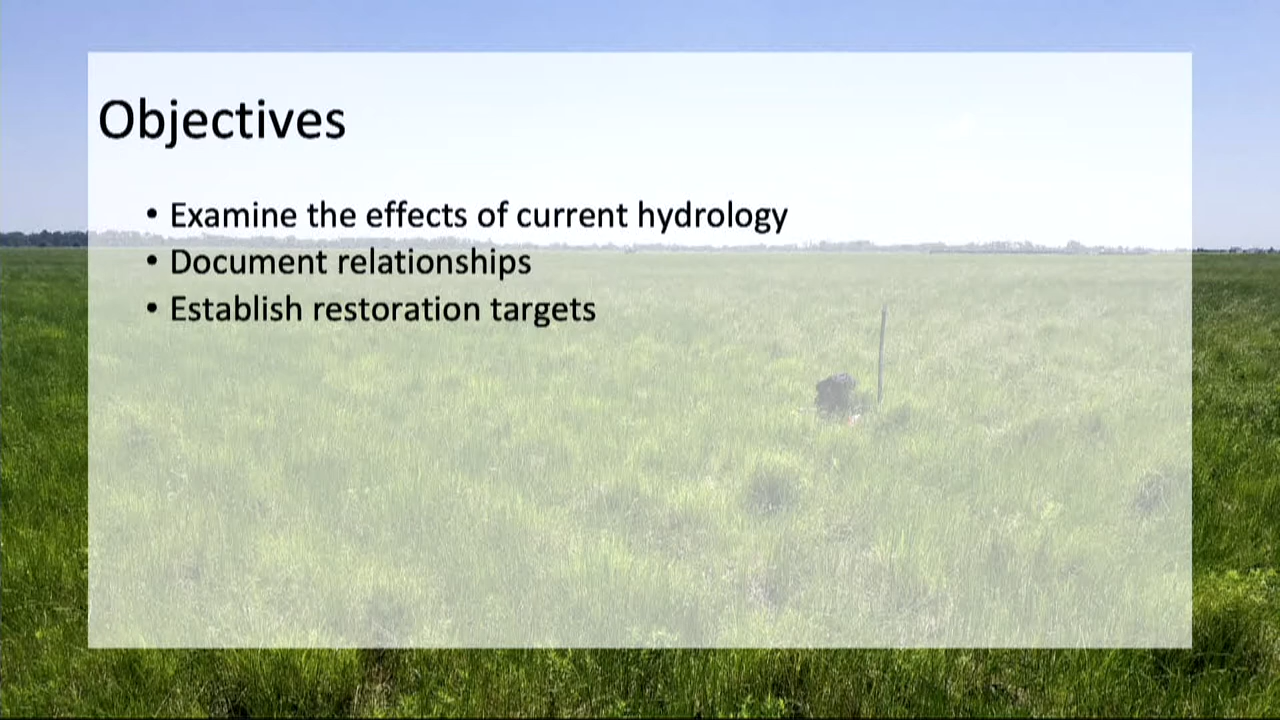 Objectives
• Examine the effects of current hydrology
• Document relationships
• Establish restoration targets